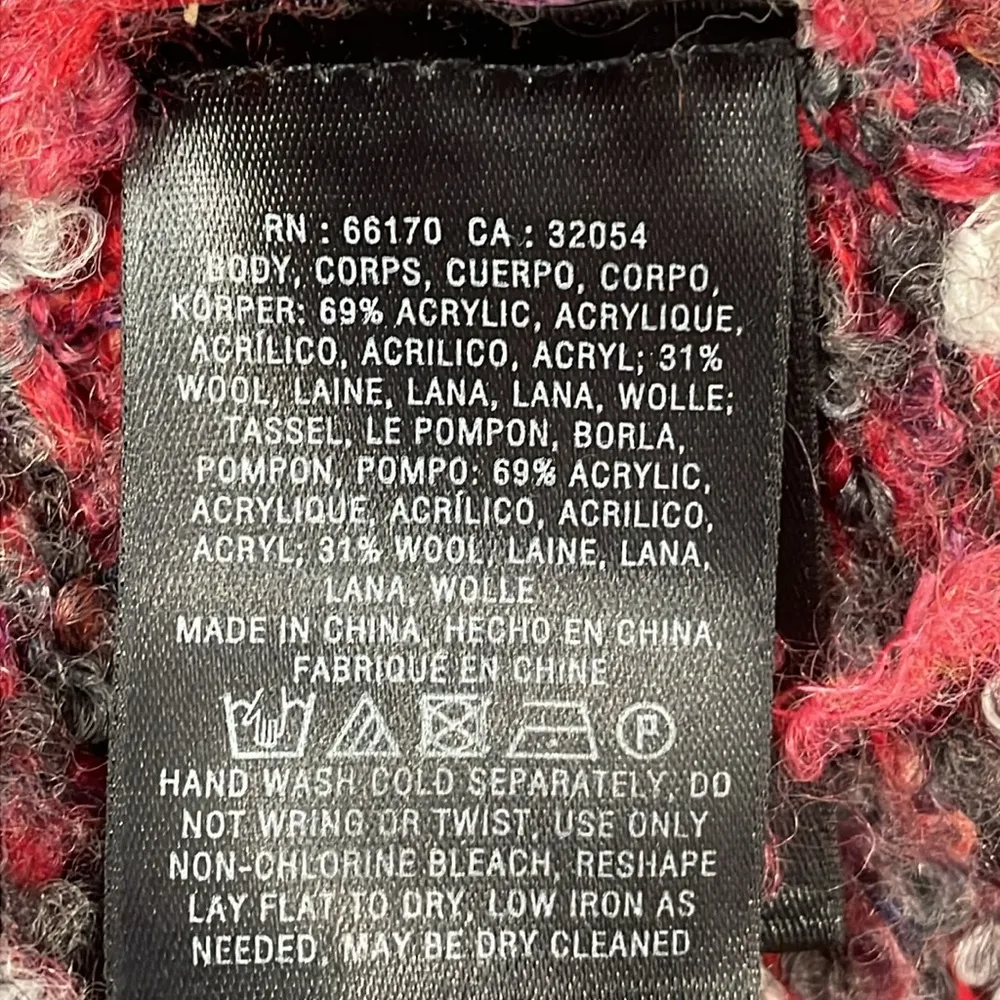 RN : 66170 CA : 32054
BODY, CORPS, CUERPO, CORPO,
KÖRPER: 69% ACRYLIC, ACRYLIQUE,
ACRÍLICO, ACRILICO, ACRYL; 31%
WOOL, LAINE, LANA, LANA, WOLLE;
TASSEL, LE POMPON, BORLA,
POMPON, POMPO: 69% ACRYLIC,
ACRYLIQUE, ACRÍLICO, ACRILICO,
ACRYL; 31% WOOL, LAINE, LANA,
LANA, WOLLE
MADE IN CHINA, HECHO EN CHINA,
FABRIQUÉ EN CHINE
P
HAND WASH COLD SEPARATELY, DO
NOT WRING OR TWIST, USE ONLY
NON-CHLORINE BLEACH, RESHAPE
LAY FLAT TO DRY, LOW IRON AS
NEEDED, MAY BE DRY CLEANED